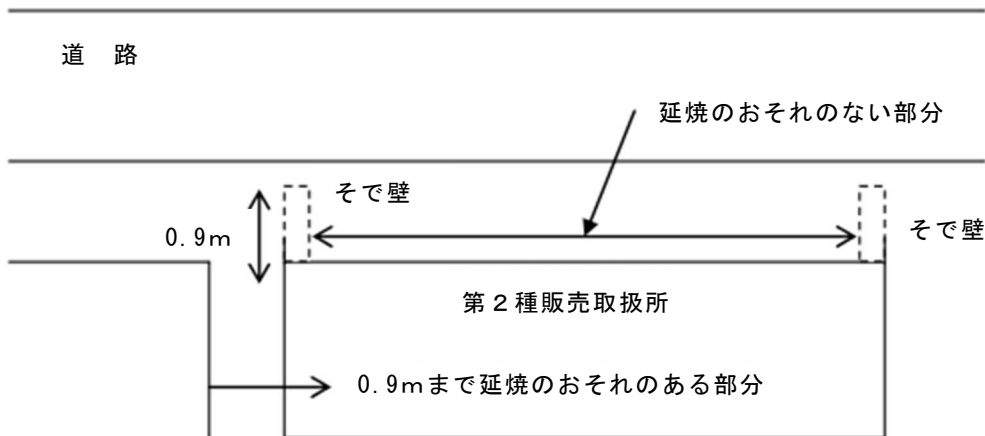 道　路
延焼のおそれのない部分
そで壁
そで壁
0.9m
第２種販売取扱所
0.9mまで延焼のおそれのある部分